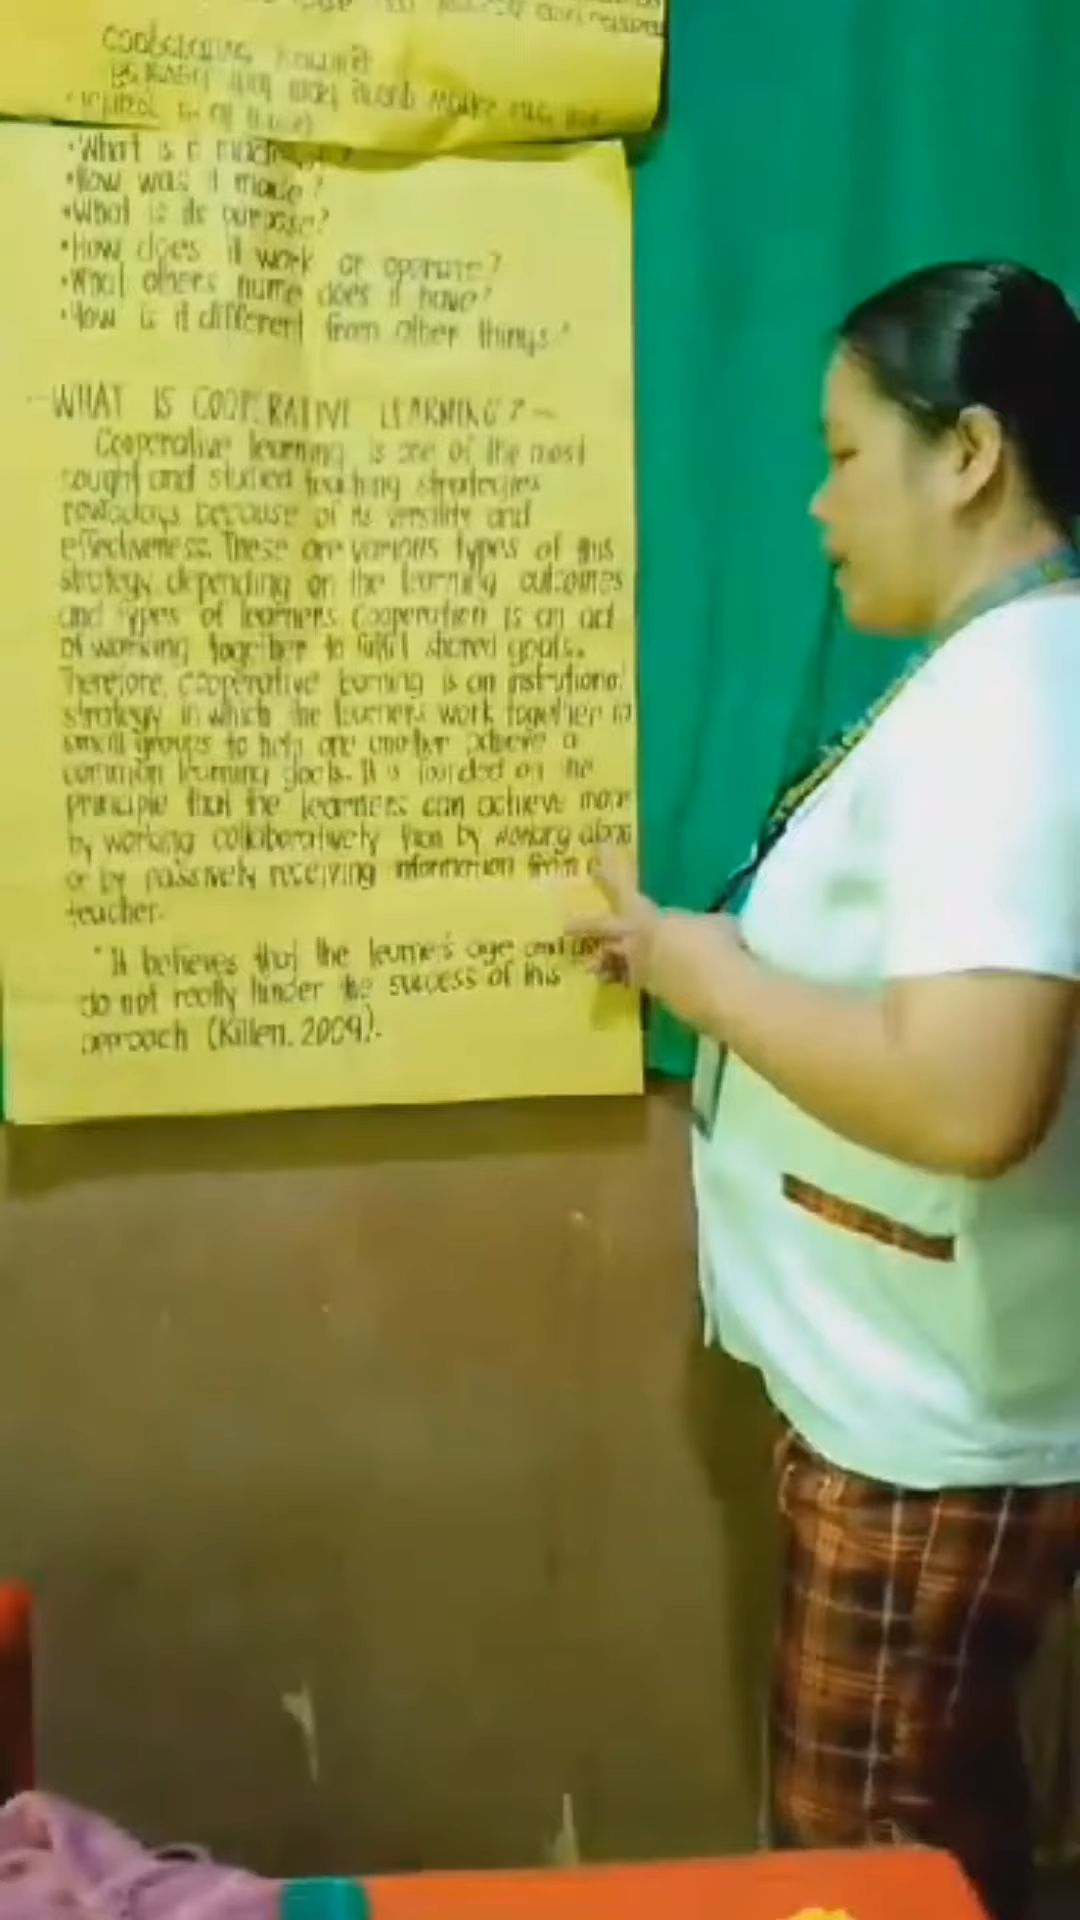 COOPERATIVE
What is it made
How was it made?
What is its purpose?
How does it work or operate?
What others name does it have?
How is it different from other things."
- WHAT IS COOPERATIVE LEARNING? -
Cooperative learning is one of the most
sought and studied teaching strategies
nowadays because of its versility and
effectiveness. These are various types of this
strategy depending on the learning outcomes
and types of learners. Cooperation is an act
of working together to fulfill shared goals.
Therefore, cooperative learning is an institutional
strategy in which the learners work together in
small groups to help one another achieve a
common learning goals. It is founded on the
principle that the learners can achieve more
by working collaboratively than by working alone
or by passively receiving information from a
teacher.
"It believes that the learner's age and
do not really hinder the success of this
approach (Killen, 2009).